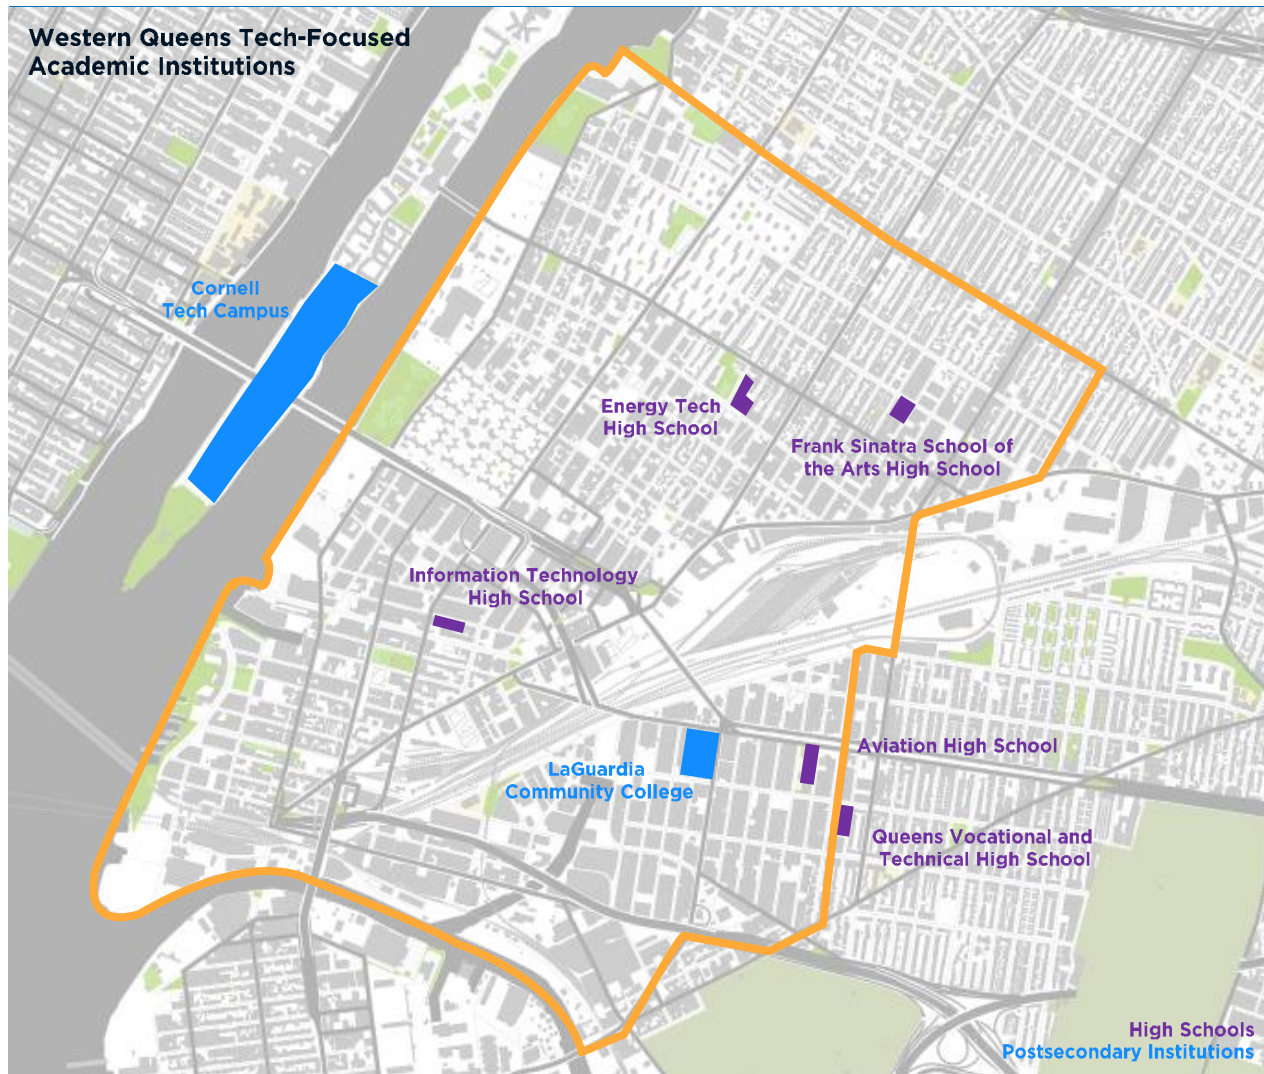 Western Queens Tech-Focused
Academic Institutions
Cornell
Tech Campus
Energy Tech
High School
Frank Sinatra School of
the Arts High School
Information Technology
High School
Aviation High School
LaGuardia
Community College
Queens Vocational and
Technical High School
High Schools
Postsecondary Institutions